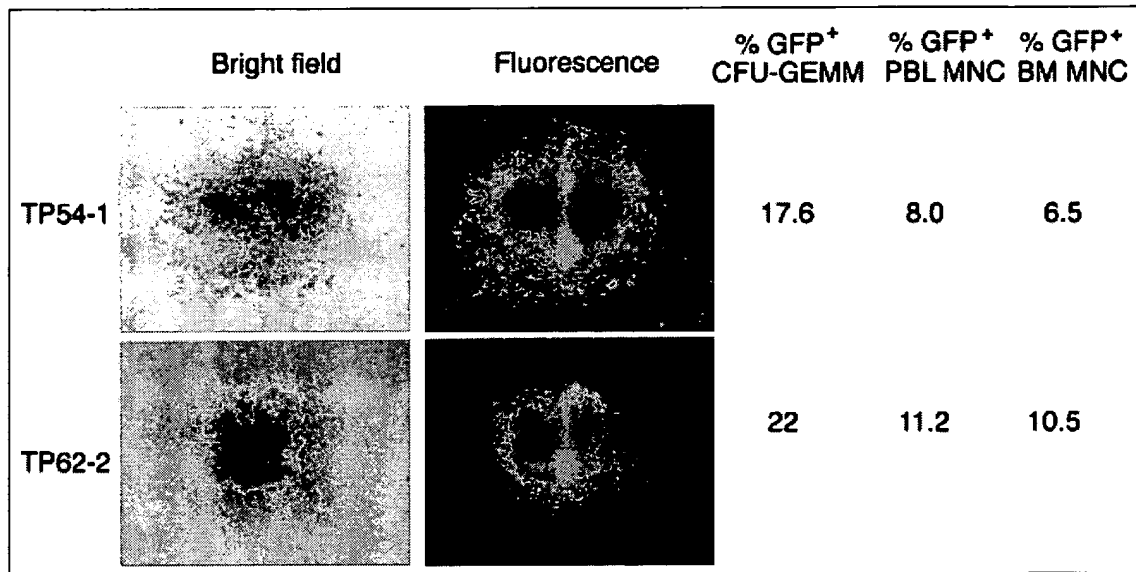 Bright field Fluorescence % GFP+ CFU-GEMM % GFP+ PBL MNC % GFP+ BM MNC
TP54-1 17.6 8.0 6.5
TP62-2 22 11.2 10.5